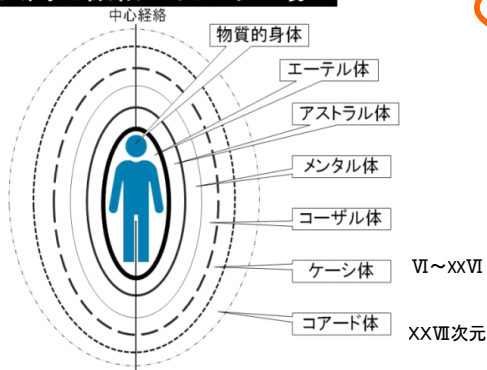 中心経絡
物質的身体
エーテル体
アストラル体
メンタル体
コーザル体
ケーシ体 Ⅵ～XXⅥ
コアード体 XXⅦ次元